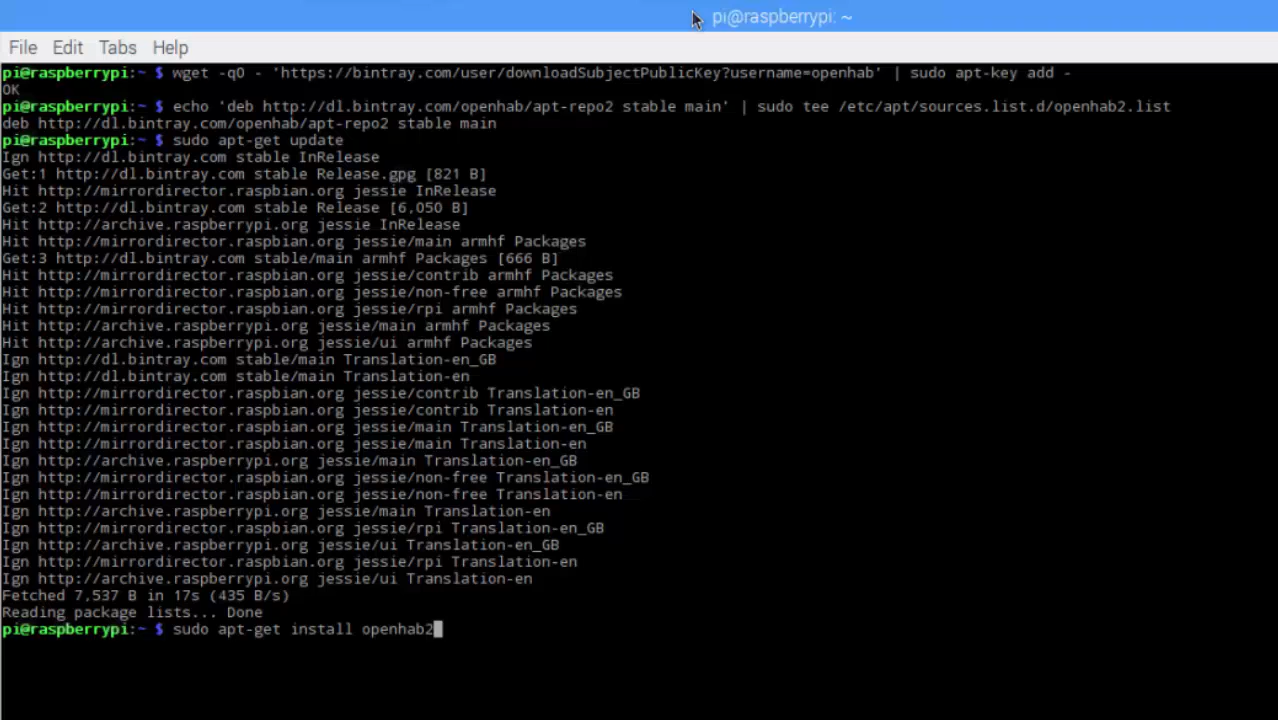 pi@raspberrypi: ~
File Edit Tabs Help
pi@raspberrypi:~ $ wget -qO - 'https://bintray.com/user/downloadSubjectPublicKey?username=openhab' | sudo apt-key add -
OK
pi@raspberrypi:~ $ echo 'deb http://dl.bintray.com/openhab/apt-repo2 stable main' | sudo tee /etc/apt/sources.list.d/openhab2.list
deb http://dl.bintray.com/openhab/apt-repo2 stable main
pi@raspberrypi:~ $ sudo apt-get update
Ign http://dl.bintray.com stable InRelease
Get:1 http://dl.bintray.com stable Release.gpg [821 B]
Hit http://mirrordirector.raspbian.org jessie InRelease
Get:2 http://dl.bintray.com stable Release [6,050 B]
Hit http://archive.raspberrypi.org jessie InRelease
Hit http://mirrordirector.raspbian.org jessie/main armhf Packages
Get:3 http://dl.bintray.com stable/main armhf Packages [666 B]
Hit http://mirrordirector.raspbian.org jessie/contrib armhf Packages
Hit http://mirrordirector.raspbian.org jessie/non-free armhf Packages
Hit http://mirrordirector.raspbian.org jessie/rpi armhf Packages
Hit http://archive.raspberrypi.org jessie/main armhf Packages
Hit http://archive.raspberrypi.org jessie/ui armhf Packages
Ign http://dl.bintray.com stable/main Translation-en_GB
Ign http://dl.bintray.com stable/main Translation-en
Ign http://mirrordirector.raspbian.org jessie/contrib Translation-en_GB
Ign http://mirrordirector.raspbian.org jessie/contrib Translation-en
Ign http://mirrordirector.raspbian.org jessie/main Translation-en_GB
Ign http://mirrordirector.raspbian.org jessie/main Translation-en
Ign http://archive.raspberrypi.org jessie/main Translation-en_GB
Ign http://mirrordirector.raspbian.org jessie/non-free Translation-en_GB
Ign http://mirrordirector.raspbian.org jessie/non-free Translation-en
Ign http://archive.raspberrypi.org jessie/main Translation-en
Ign http://mirrordirector.raspbian.org jessie/rpi Translation-en_GB
Ign http://archive.raspberrypi.org jessie/ui Translation-en_GB
Ign http://mirrordirector.raspbian.org jessie/rpi Translation-en
Ign http://archive.raspberrypi.org jessie/ui Translation-en
Fetched 7,537 B in 17s (435 B/s)
Reading package lists... Done
pi@raspberrypi:~ $ sudo apt-get install openhab2